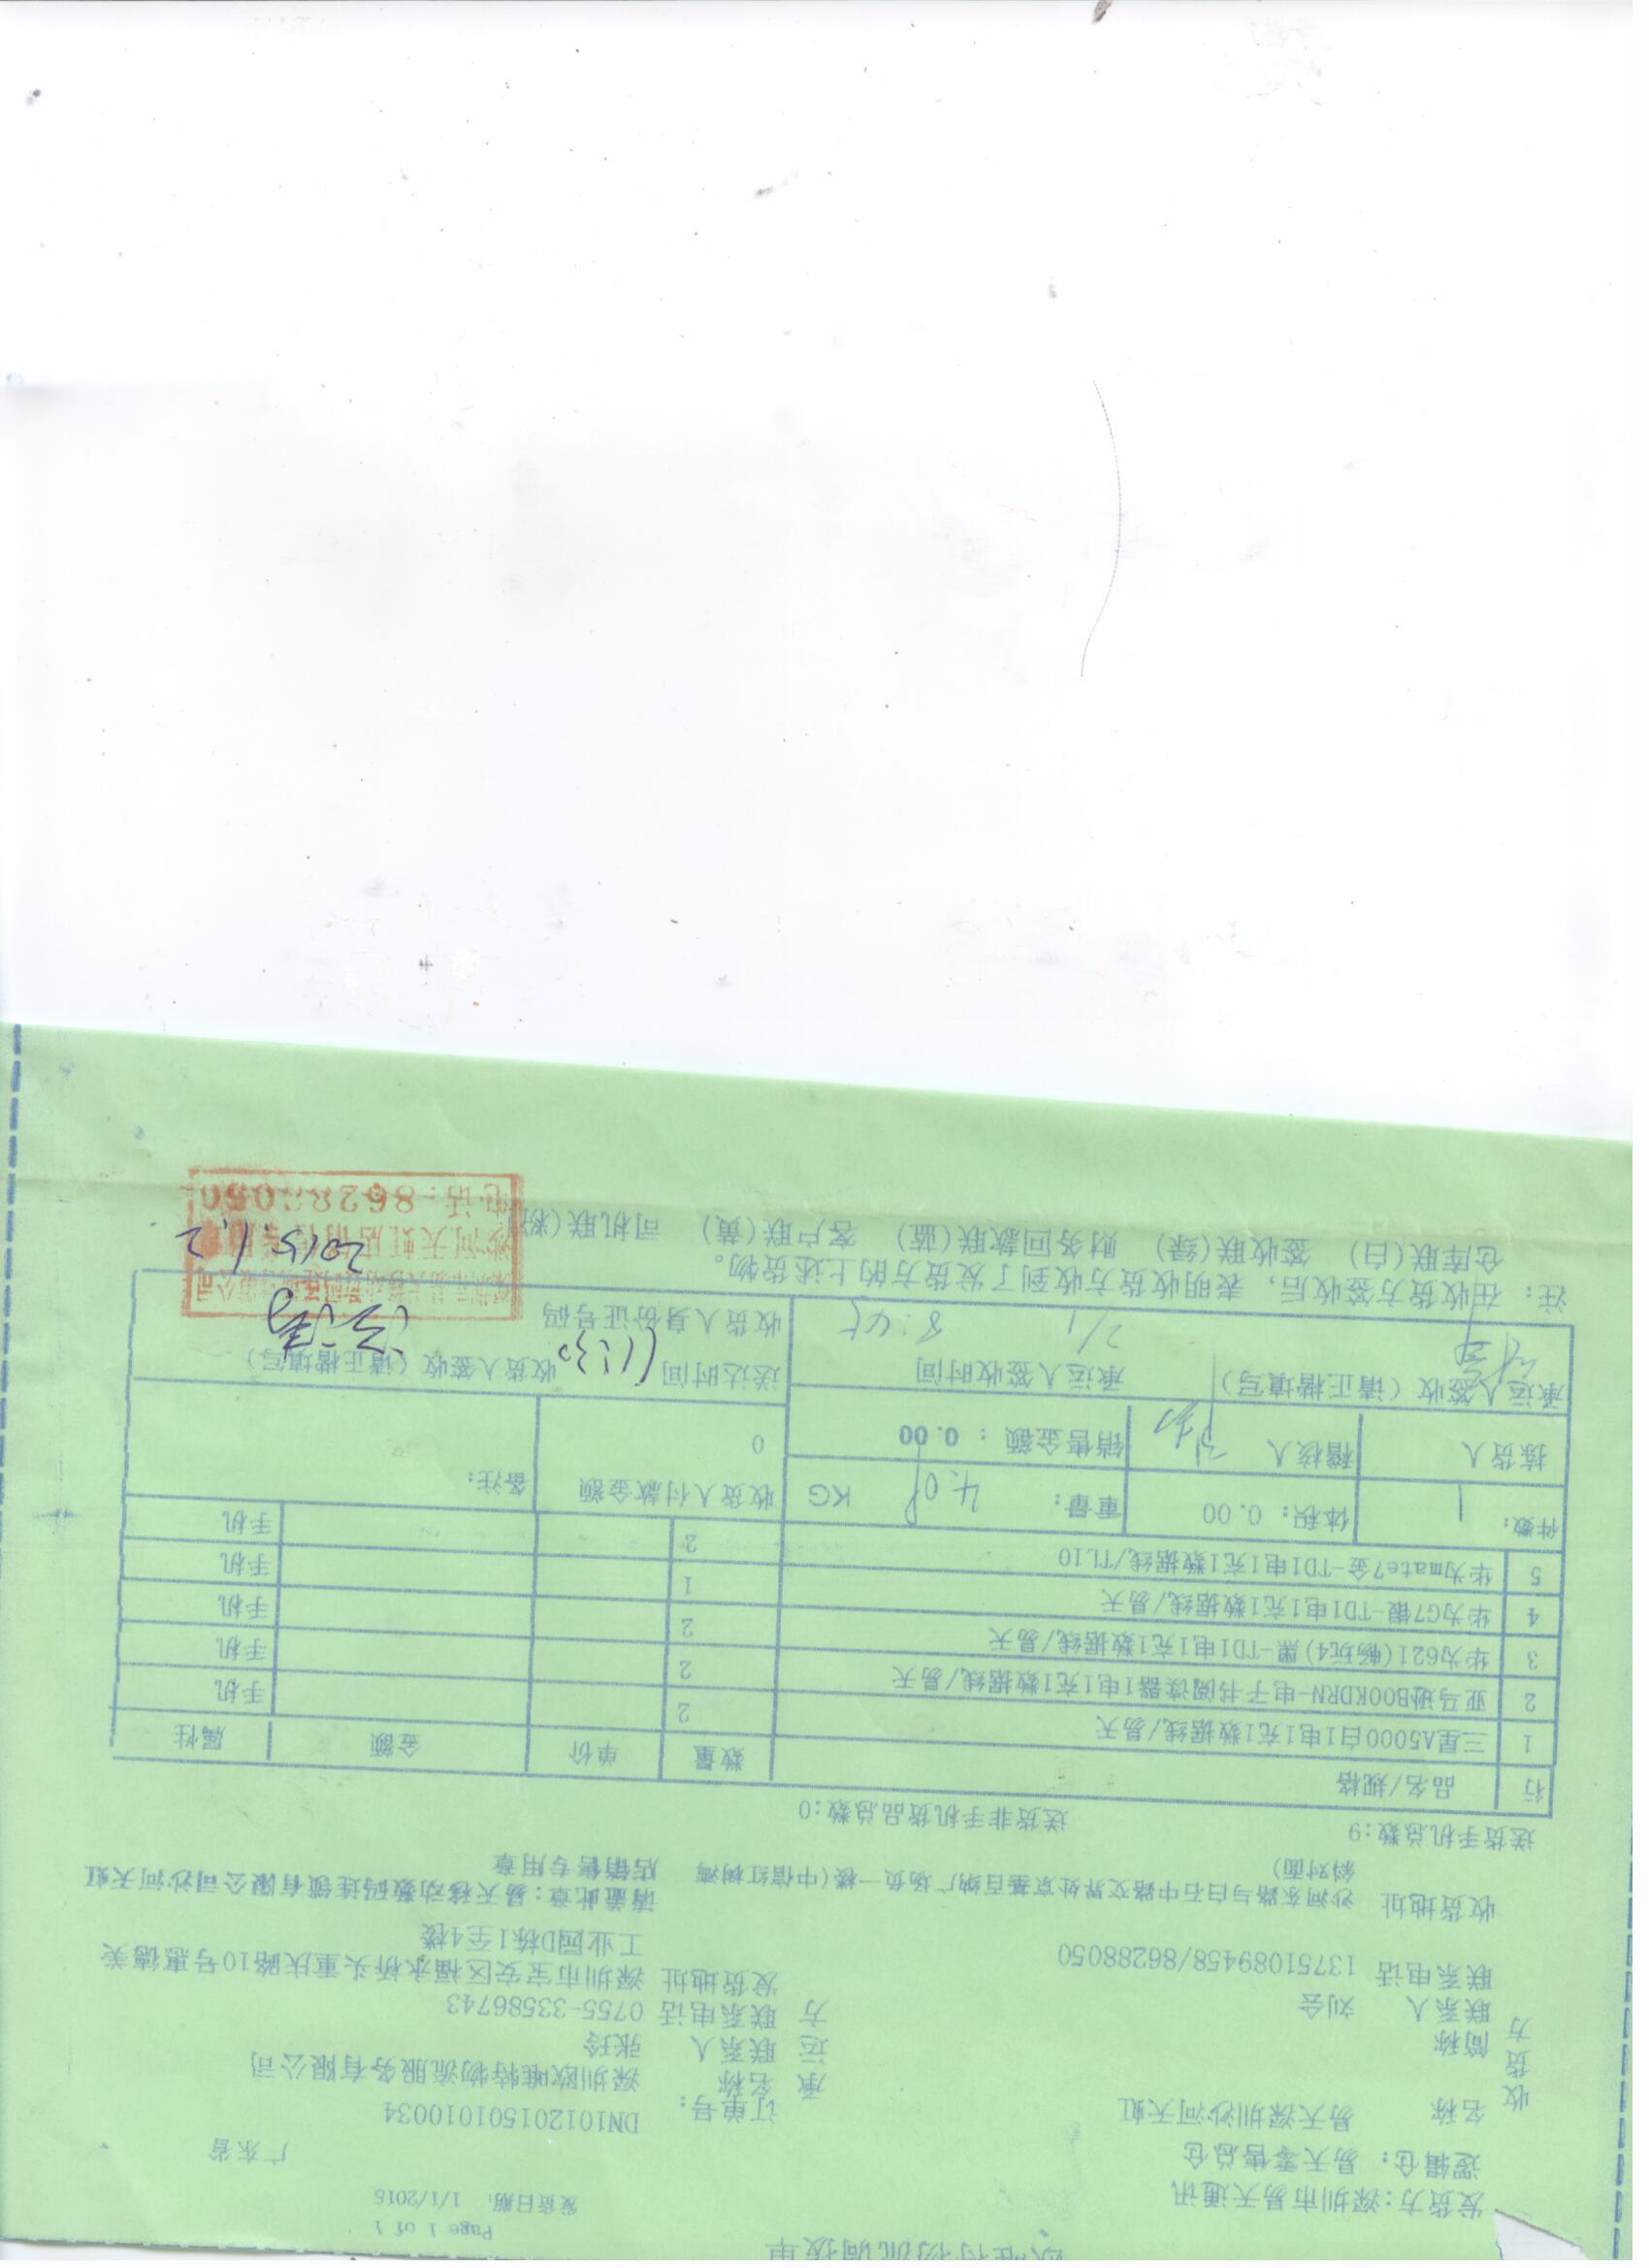 物流调拨单
Page 1 of 1
发货日期: 1/1/2015
发货方:深圳市易天通讯
逻辑仓: 易天零售总仓
广东省
收货方
名称 易天深圳沙河天虹
简称
联系人 刘会
联系电话 13751089458/86288050
收货地址 沙河东路与白石中路交界处京基百纳广场负一楼(中信红树湾斜对面)
订单号: DN10120150101003​4
承运方
名称 深圳欧唯特物流服务有限公司
联系人 张玲
联系电话 0755-33586743
发货地址 深圳市宝安区福永桥头重庆路10号惠德美工业园D栋1至4楼
请盖此章:易天移动数码连锁有限公司沙河天虹店销售专用章
送货手机总数:9 送货非手机货品总数:0
行 品名/规格 数量 单价 金额 属性
1 三星A5000白1电1充1数据线/易天 2 手机
2 亚马逊BOOKDRN-电子书阅读器1电1充1数据线/易天 2 手机
3 华为621(畅玩4)黑-TD1电1充1数据线/易天 2 手机
4 华为G7银-TD1电1充1数据线/易天 1 手机
5 华为mate7金-TD1电1充1数据线/TL10 2 手机
件数: 1 体积: 0.00 重量: 4.08 KG 收货人付款金额 0 备注:
拣货人 稽核人 销售金额: 0.00
承运人签收(请正楷填写) 承运人签收时间 2/1 8:45
送达时间 11:30 收货人签收(请正楷填写)
收货人身份证号码
注: 在收货方签收后, 表明收货方收到了发货方的上述货物。
仓库联(白) 签收联(绿) 财务回款联(蓝) 客户联(黄) 司机联(粉
2015.1.2
电话:86288050